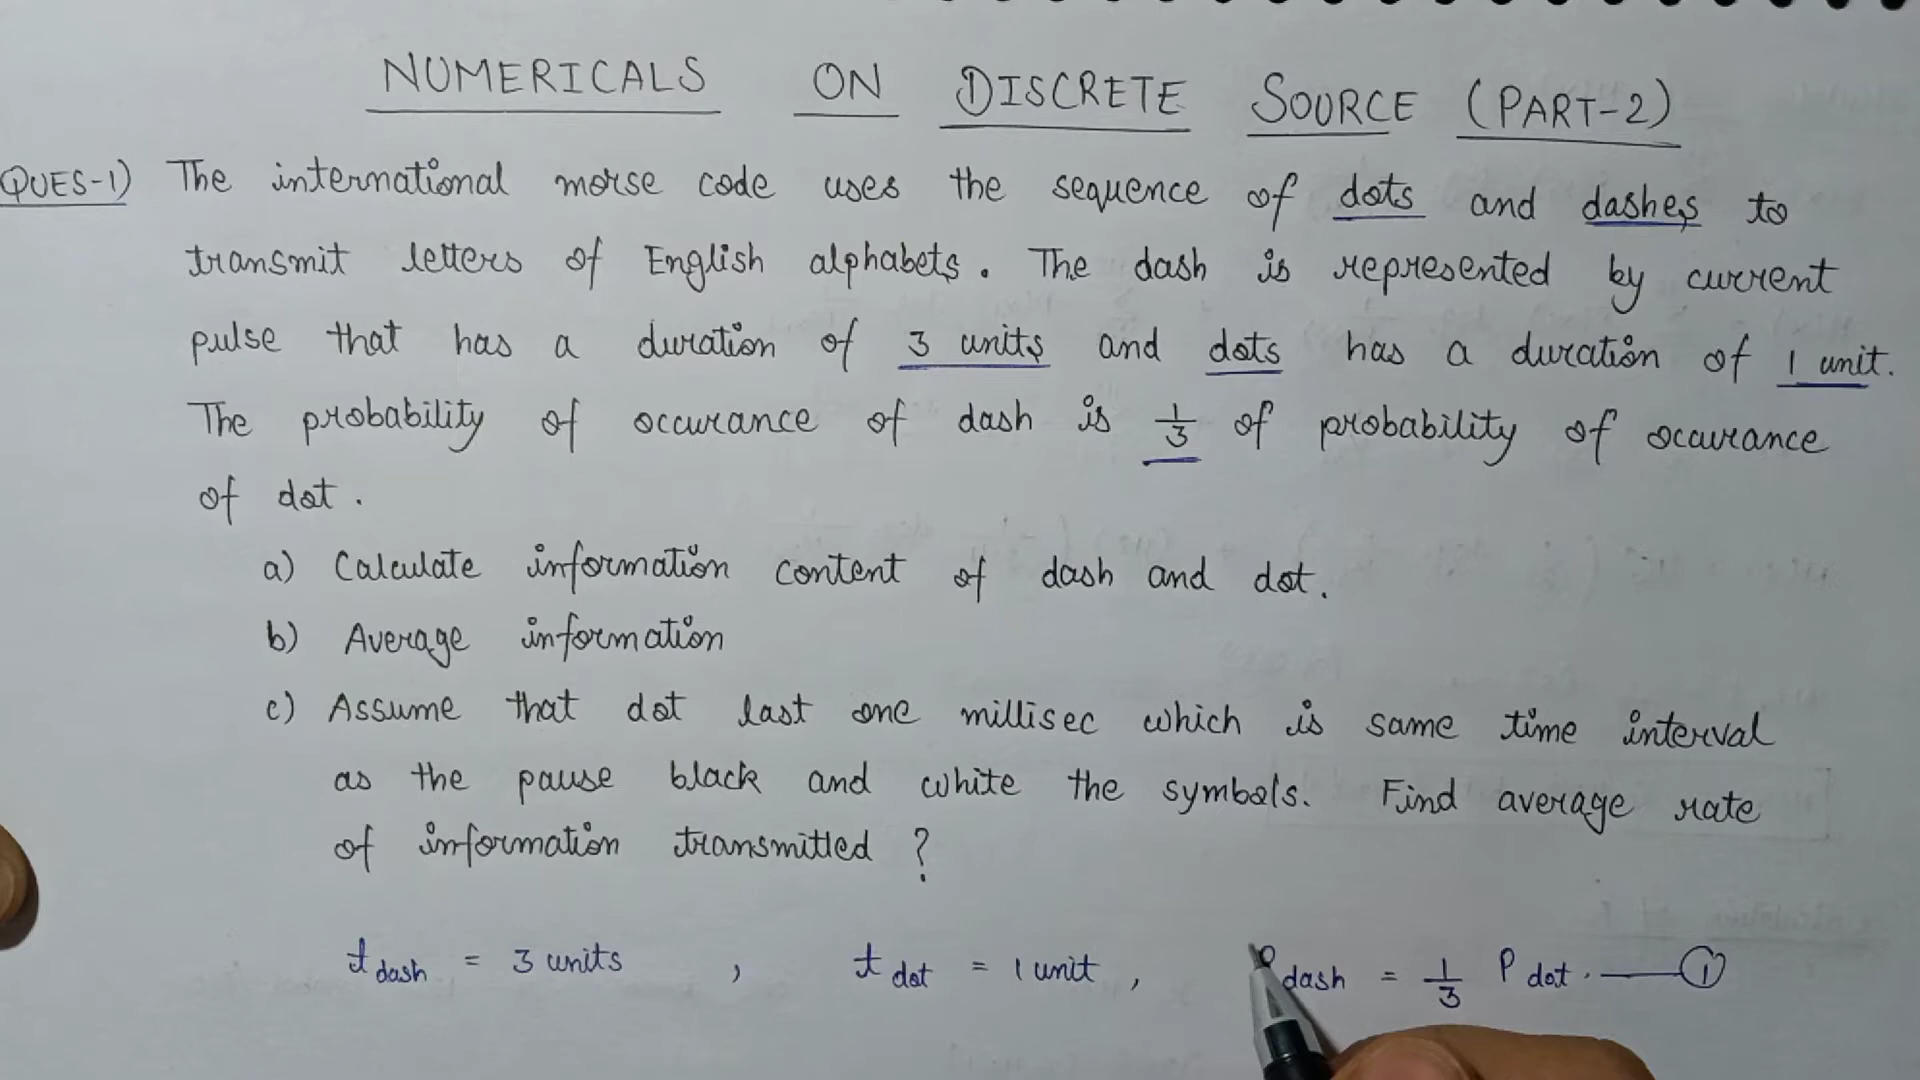 NUMERICALS ON DISCRETE SOURCE (PART-2)
QUES-1) The international morse code uses the sequence of dots and dashes to
transmit letters of English alphabets. The dash is represented by current
pulse that has a duration of 3 units and dots has a duration of 1 unit.
The probability of occurance of dash is 1/3 of probability of occurance
of dot.
a) Calculate information content of dash and dot.
b) Average information
c) Assume that dot last one millisec which is same time interval
as the pause black and white the symbols. Find average rate
of information transmitted ?
t dash = 3 units , t dot = 1 unit , P dash = 1/3 P dot. — ①